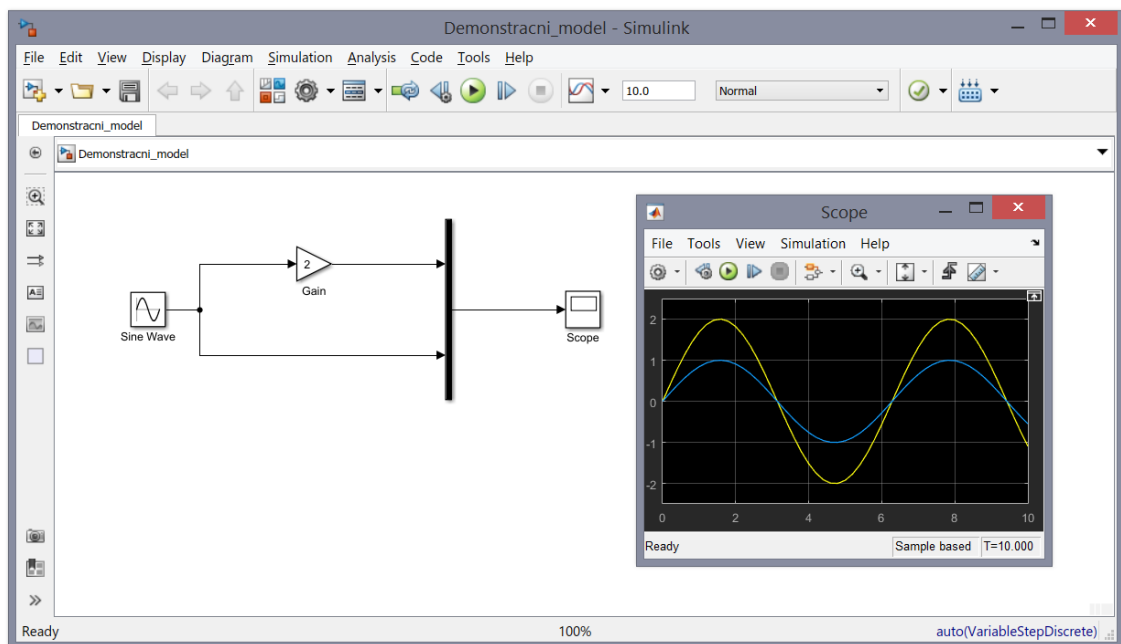 Demonstracni_model - Simulink
File Edit View Display Diagram Simulation Analysis Code Tools Help
10.0 Normal
Demonstracni_model
Demonstracni_model
2
Gain
Sine Wave
Scope
Scope
File Tools View Simulation Help
2
1
0
-1
-2
0 2 4 6 8 10
Ready Sample based T=10.000
Ready 100% auto(VariableStepDiscrete)